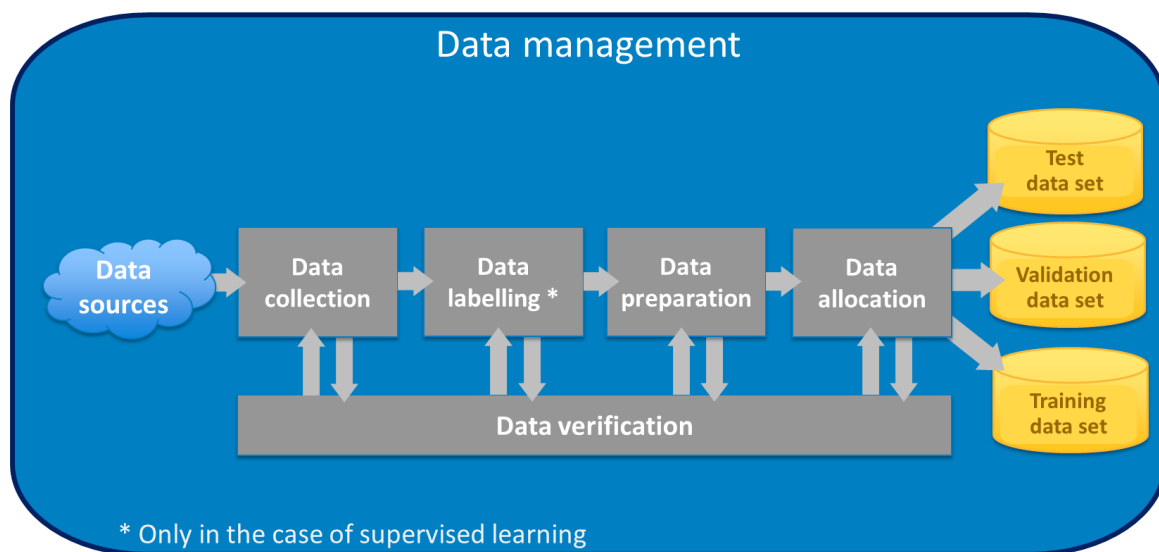 Data management
Test
data set
Data
sources
Data
collection
Data
labelling *
Data
preparation
Data
allocation
Validation
data set
Training
data set
Data verification
* Only in the case of supervised learning